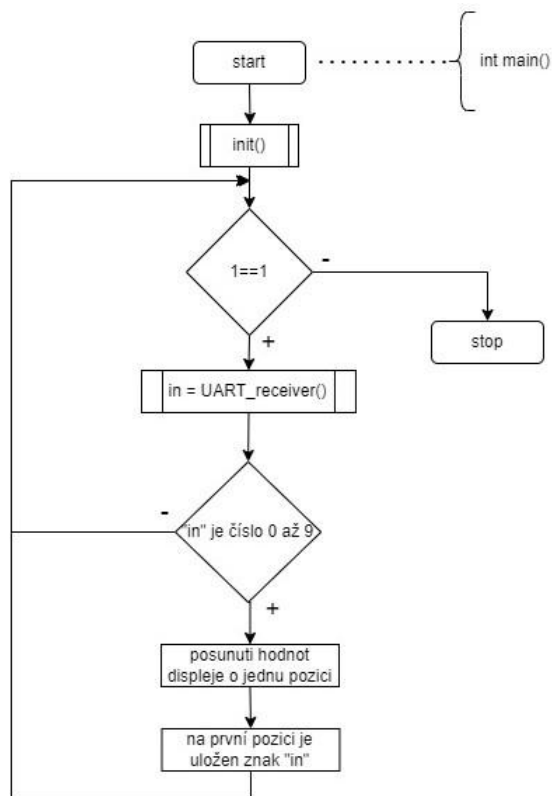 start
int main()
init()
1==1
-
+
stop
in = UART_receiver()
"in" je číslo 0 až 9
-
+
posunuti hodnot
displeje o jednu pozici
na první pozici je
uložen znak "in"